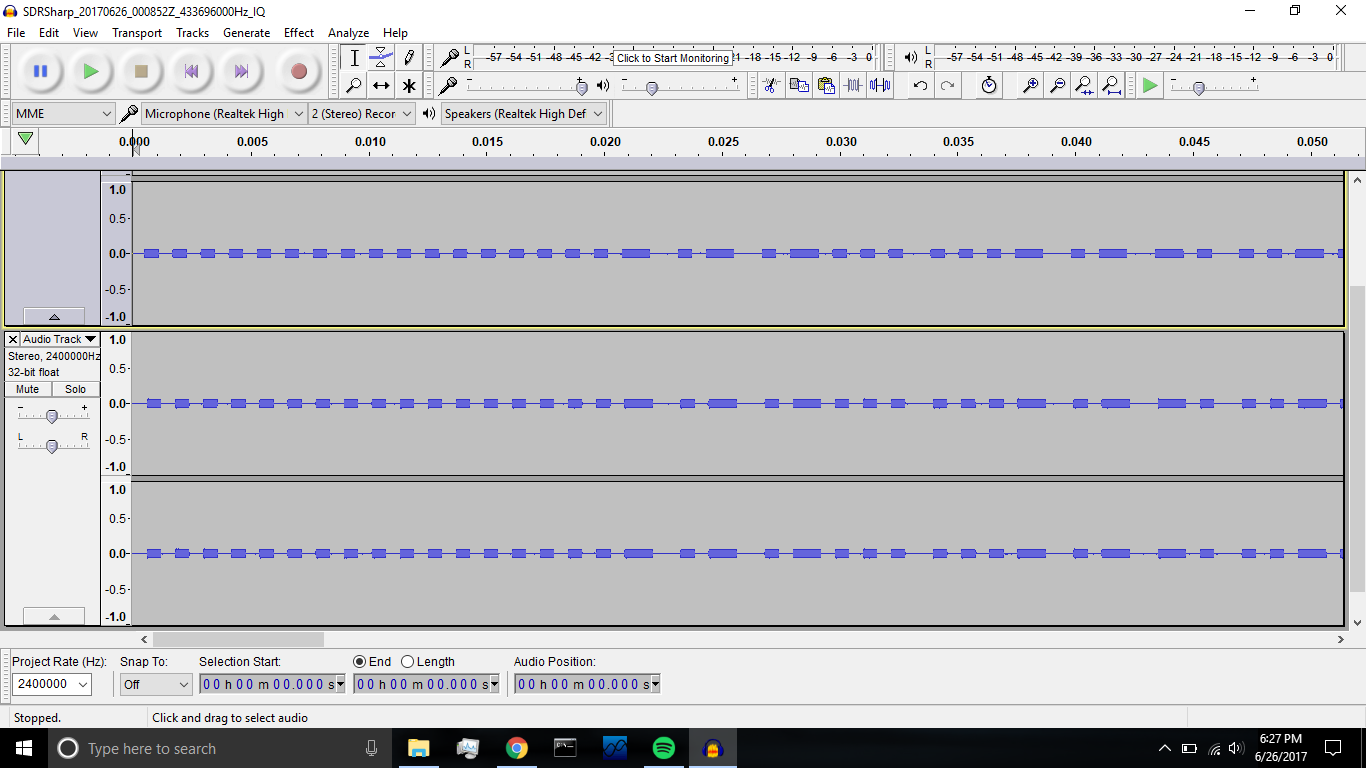 SDRSharp_20170626_000852Z_433696000Hz_IQ
File Edit View Transport Tracks Generate Effect Analyze Help
L R -57 -54 -51 -48 -45 -42 -3 Click to Start Monitoring 21 -18 -15 -12 -9 -6 -3 0
L R -57 -54 -51 -48 -45 -42 -39 -36 -33 -30 -27 -24 -21 -18 -15 -12 -9 -6 -3 0
- + - +
- +
MME Microphone (Realtek High 2 (Stereo) Recor Speakers (Realtek High Def
0.000 0.005 0.010 0.015 0.020 0.025 0.030 0.035 0.040 0.045 0.050
1.0
0.5-
0.0-
-0.5-
-1.0
Audio Track
Stereo, 2400000Hz
32-bit float
Mute Solo
- +
L R
1.0
0.5-
0.0-
-0.5-
-1.0
1.0
0.5-
0.0-
-0.5-
-1.0
Project Rate (Hz): Snap To: Selection Start: End Length Audio Position:
2400000 Off 00 h 00 m 00.000 s 00 h 00 m 00.000 s 00 h 00 m 00.000 s
Stopped. Click and drag to select audio
Type here to search
6:27 PM
6/26/2017